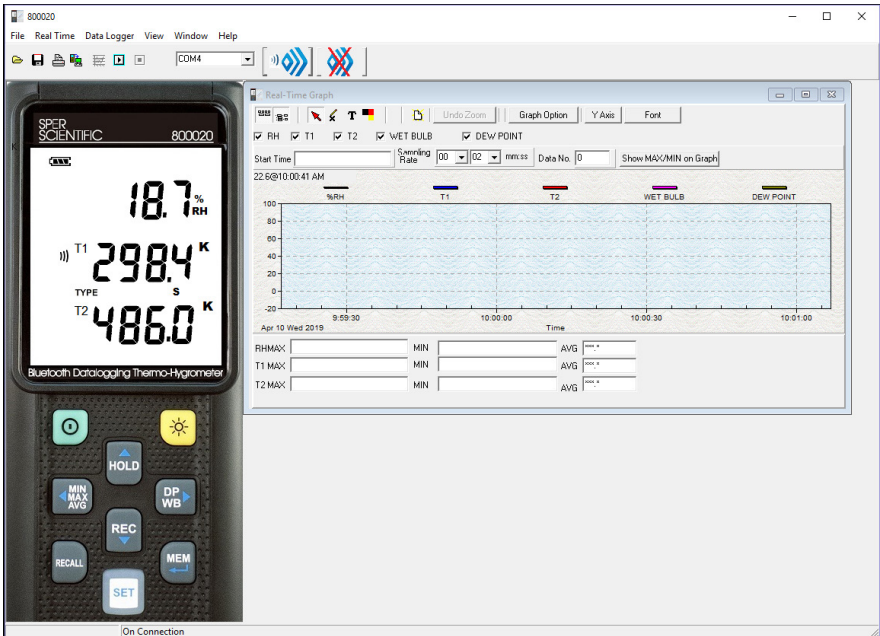 800020
File Real Time Data Logger View Window Help
COM4
SPER
SCIENTIFIC 800020
18.7 % RH
T1 298.4 K
TYPE S
T2 486.0 K
Bluetooth Datalogging Thermo-Hygrometer
HOLD
MIN MAX AVG
DP WB
REC
RECALL
MEM
SET
Real-Time Graph
T Undo Zoom Graph Option Y Axis Font
RH T1 T2 WET BULB DEW POINT
Start Time Sampling Rate 00 02 mm:ss Data No. 0 Show MAX/MIN on Graph
22.6@10:00:41 AM
%RH T1 T2 WET BULB DEW POINT
100
80
60
40
20
0
-20
9:59:30 10:00:00 10:00:30 10:01:00
Apr 10 Wed 2019 Time
RHMAX MIN AVG ***.*
T1 MAX MIN AVG ***.*
T2 MAX MIN AVG ***.*
On Connection